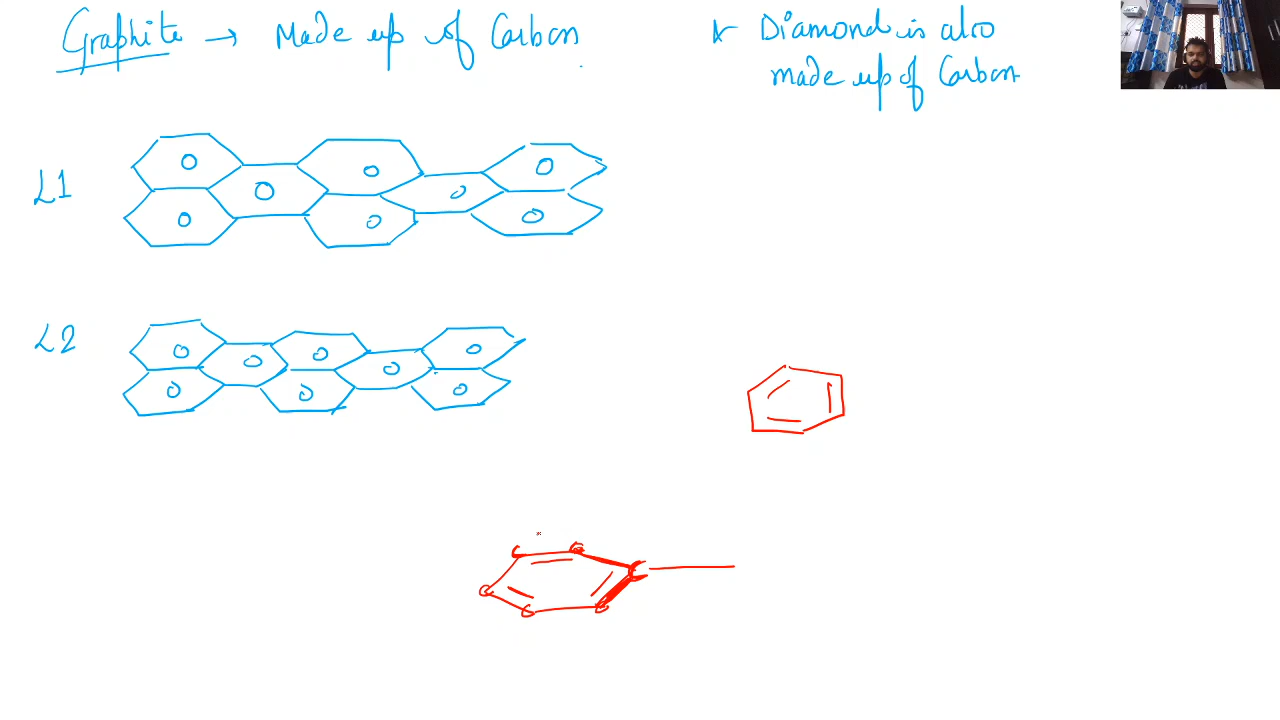 Graphite → Made up of Carbon.
* Diamond is also
made up of Carbon
L1
L2
C C
C C
C C